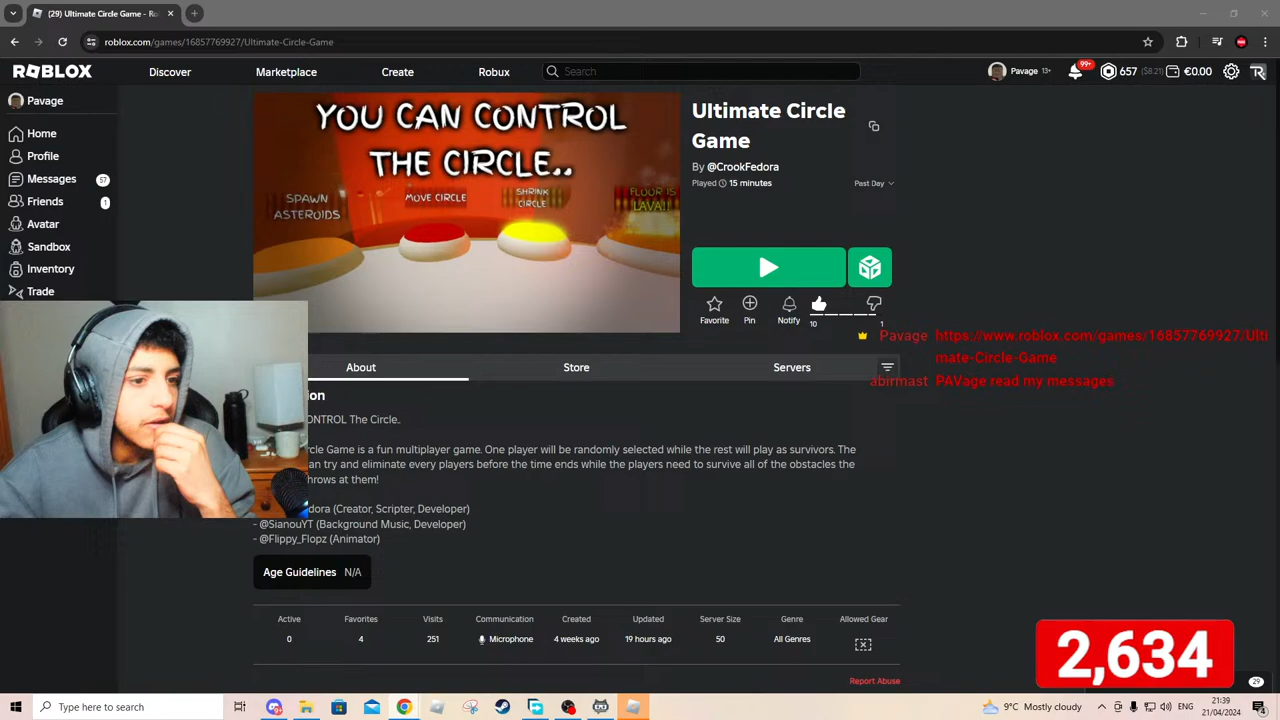 (29) Ultimate Circle Game - Ro
roblox.com/games/16857769927/Ultimate-Circle-Game
ROBLOX
Discover
Marketplace
Create
Robux
Search
Pavage 13+
99+
657
($8.21)
€0.00
Pavage
Home
Profile
Messages
57
Friends
1
Avatar
Sandbox
Inventory
Trade
YOU CAN CONTROL
THE CIRCLE..
SPAWN
ASTEROIDS
MOVE CIRCLE
SHRINK
CIRCLE
FLOOR IS
LAVA!!
Ultimate Circle
Game
By @CrookFedora
Played 15 minutes
Past Day
Favorite
Pin
Notify
10
1
Pavage https://www.roblox.com/games/16857769927/Ulti
mate-Circle-Game
abirmast PAVage read my messages
About
Store
Servers
ion
ONTROL The Circle..
rcle Game is a fun multiplayer game. One player will be randomly selected while the rest will play as survivors. The
an try and eliminate every players before the time ends while the players need to survive all of the obstacles the
hrows at them!
dora (Creator, Scripter, Developer)
- @SianouYT (Background Music, Developer)
- @Flippy_Flopz (Animator)
Age Guidelines N/A
Active
Favorites
Visits
Communication
Created
Updated
Server Size
Genre
Allowed Gear
0
4
251
Microphone
4 weeks ago
19 hours ago
50
All Genres
Report Abuse
2,634
29
Type here to search
9°C Mostly cloudy
ENG
21:39
21/04/2024
4